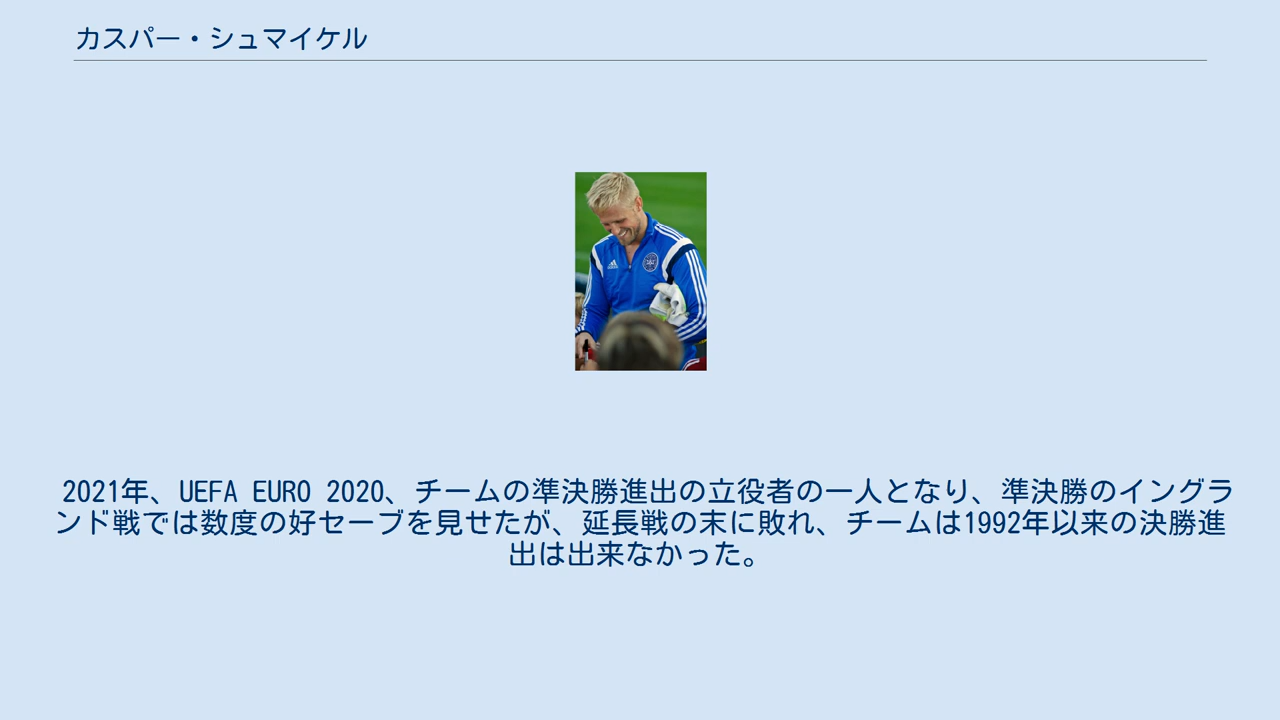 カスパー・シュマイケル
2021年、UEFA EURO 2020、チームの準決勝進出の立役者の一人となり、準決勝のイングラ
ンド戦では数度の好セーブを見せたが、延長戦の末に敗れ、チームは1992年以来の決勝進
出は出来なかった。